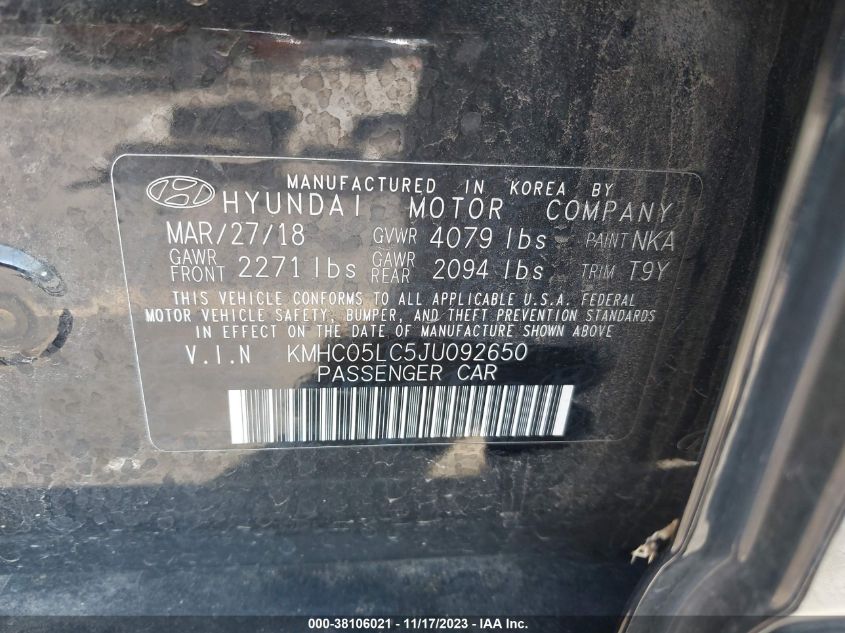 MANUFACTURED IN KOREA BY
HYUNDAI MOTOR COMPANY
MAR/27/18 GVWR 4079 lbs PAINT NKA
GAWR FRONT 2271 lbs GAWR REAR 2094 lbs TRIM T9Y
THIS VEHICLE CONFORMS TO ALL APPLICABLE U.S.A. FEDERAL
MOTOR VEHICLE SAFETY, BUMPER, AND THEFT PREVENTION STANDARDS
IN EFFECT ON THE DATE OF MANUFACTURE SHOWN ABOVE
V.I.N KMHC05LC5JU092650
PASSENGER CAR
000-38106021 - 11/17/2023 - IAA Inc.